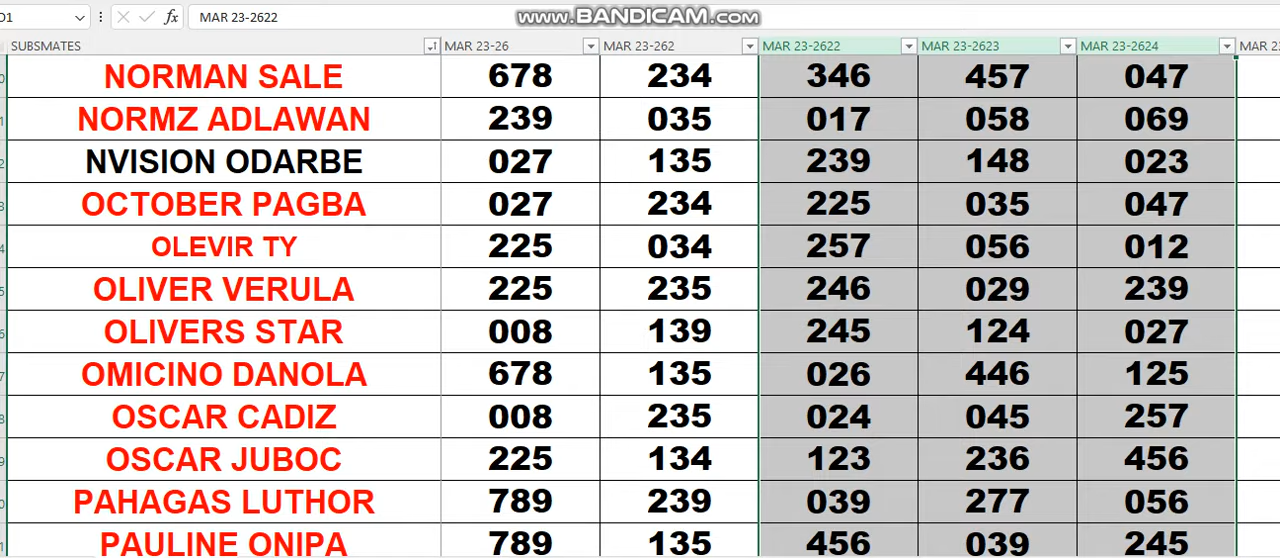 D1 fx MAR 23-2622 www.BANDICAM.com
SUBSMATES MAR 23-26 MAR 23-262 MAR 23-2622 MAR 23-2623 MAR 23-2624 MAR 23
NORMAN SALE 678 234 346 457 047
NORMZ ADLAWAN 239 035 017 058 069
NVISION ODARBE 027 135 239 148 023
OCTOBER PAGBA 027 234 225 035 047
OLEVIR TY 225 034 257 056 012
OLIVER VERULA 225 235 246 029 239
OLIVERS STAR 008 139 245 124 027
OMICINO DANOLA 678 135 026 446 125
OSCAR CADIZ 008 235 024 045 257
OSCAR JUBOC 225 134 123 236 456
PAHAGAS LUTHOR 789 239 039 277 056
PAULINE ONIPA 789 135 456 039 245